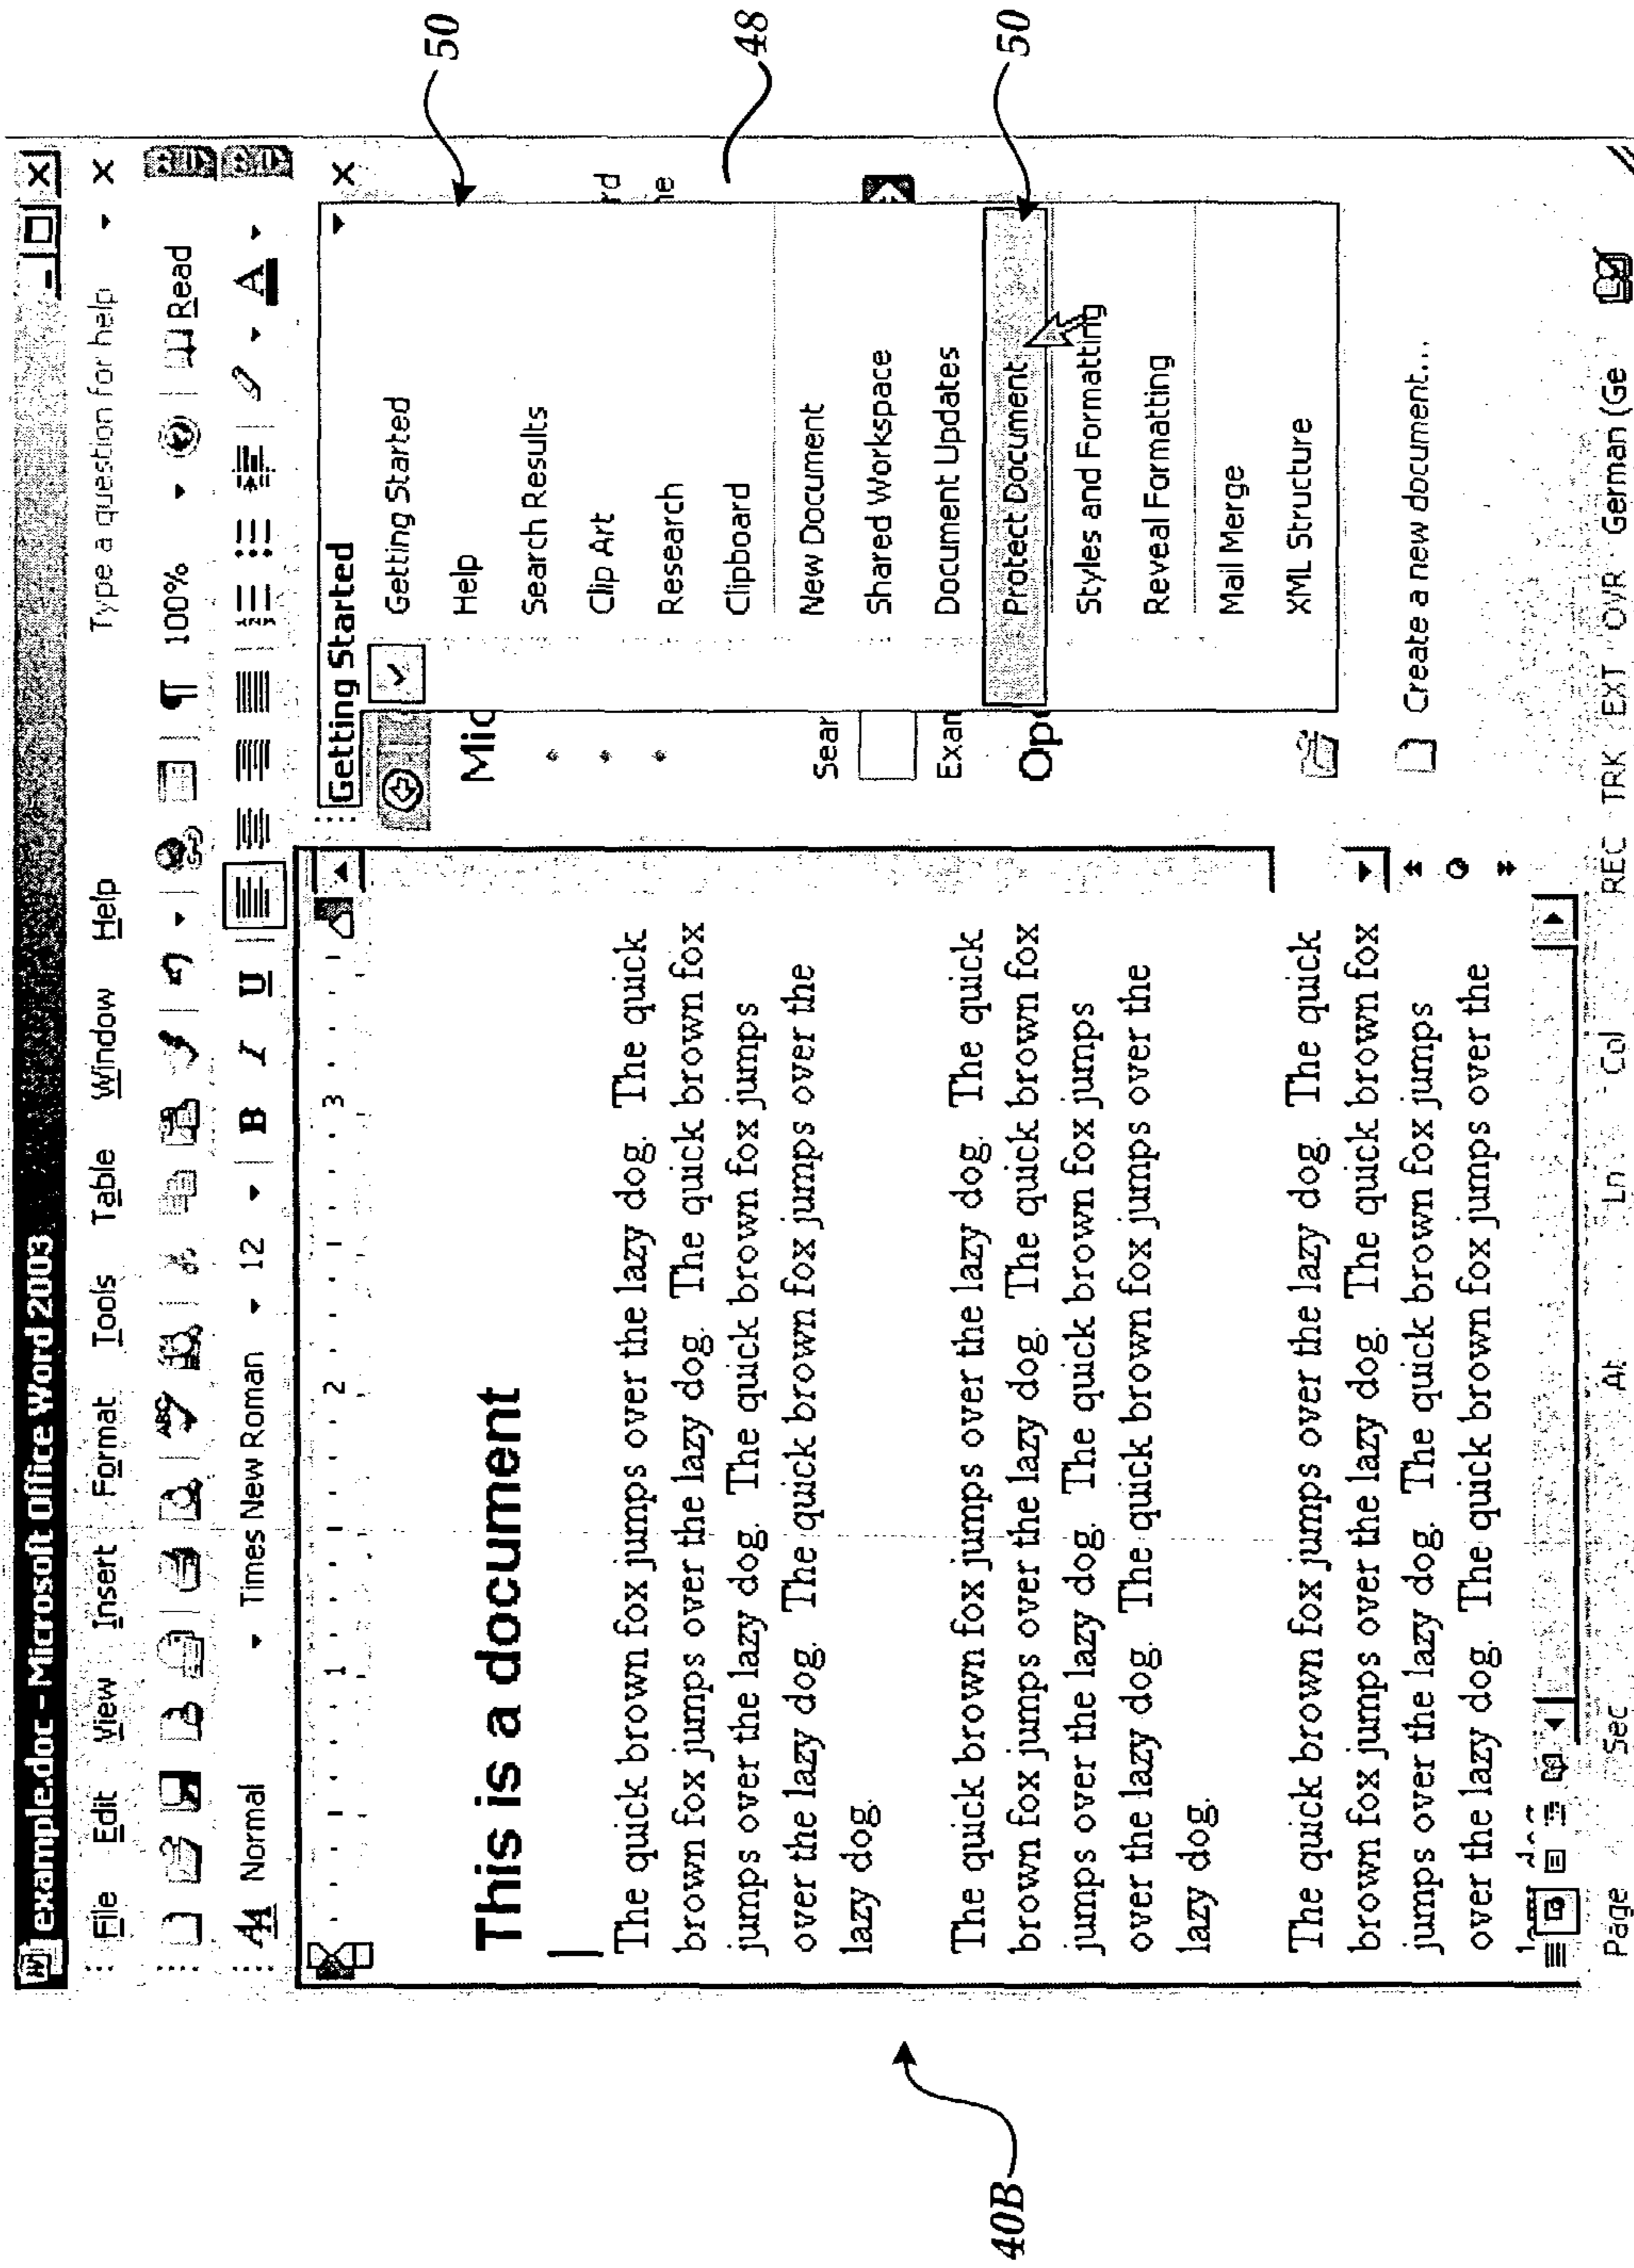 example.doc - Microsoft Office Word 2003
File Edit View Insert Format Tools Table Window Help Type a question for help
100% Read
Normal Times New Roman 12 B I U A
1 2 3
Getting Started
Getting Started
Help
Search Results
Clip Art
Research
Clipboard
New Document
Shared Workspace
Document Updates
Protect Document
Styles and Formatting
Reveal Formatting
Mail Merge
XML Structure
Mic
rd
he
Sear
Exan
Ope
Create a new document...
This is a document
The quick brown fox jumps over the lazy dog. The quick
brown fox jumps over the lazy dog. The quick brown fox
jumps over the lazy dog. The quick brown fox jumps
over the lazy dog. The quick brown fox jumps over the
lazy dog.
The quick brown fox jumps over the lazy dog. The quick
brown fox jumps over the lazy dog. The quick brown fox
jumps over the lazy dog. The quick brown fox jumps
over the lazy dog. The quick brown fox jumps over the
lazy dog.
The quick brown fox jumps over the lazy dog. The quick
brown fox jumps over the lazy dog. The quick brown fox
jumps over the lazy dog. The quick brown fox jumps
over the lazy dog. The quick brown fox jumps over the
Page Sec At Ln Col REC TRK EXT OVR German (Ge
50
48
50
40B